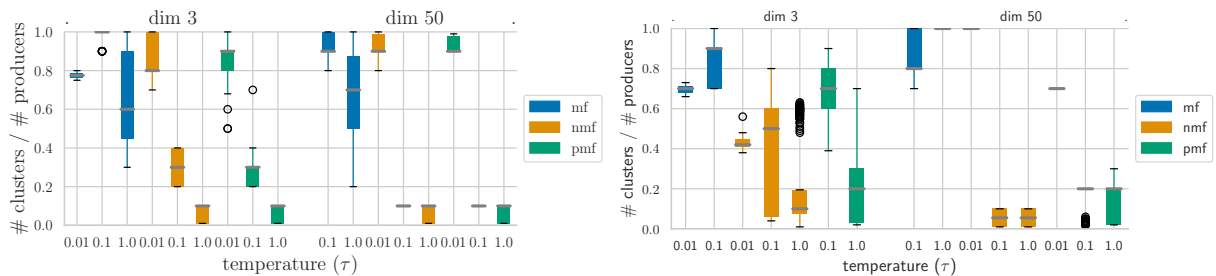 dim 3 dim 50
1.0
0.8
0.6
0.4
0.2
0.0
# clusters / # producers
0.01 0.1 1.0 0.01 0.1 1.0 0.01 0.1 1.0 0.1 1.0 0.01 0.1 1.0 0.01 0.1 1.0
temperature (τ)
mf
nmf
pmf
dim 3 dim 50
1.0
0.8
0.6
0.4
0.2
0.0
# clusters / # producers
0.01 0.1 0.01 0.1 1.0 0.1 1.0 0.1 1.0 0.01 0.1 1.0 0.01 0.1 1.0
temperature (τ)
mf
nmf
pmf